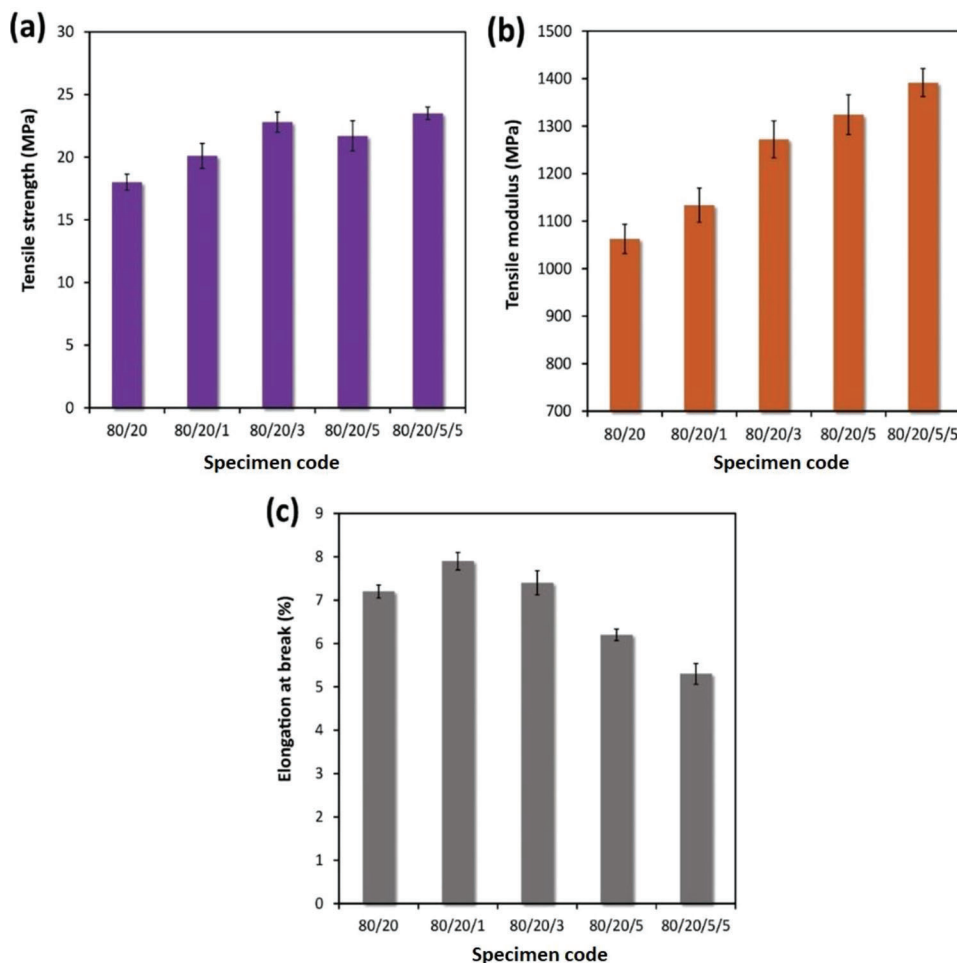 (a)
Tensile strength (MPa)
30
25
20
15
10
5
0
80/20 80/20/1 80/20/3 80/20/5 80/20/5/5
Specimen code
(b)
Tensile modulus (MPa)
1500
1400
1300
1200
1100
1000
900
800
700
80/20 80/20/1 80/20/3 80/20/5 80/20/5/5
Specimen code
(c)
Elongation at break (%)
9
8
7
6
5
4
3
2
1
0
80/20 80/20/1 80/20/3 80/20/5 80/20/5/5
Specimen code